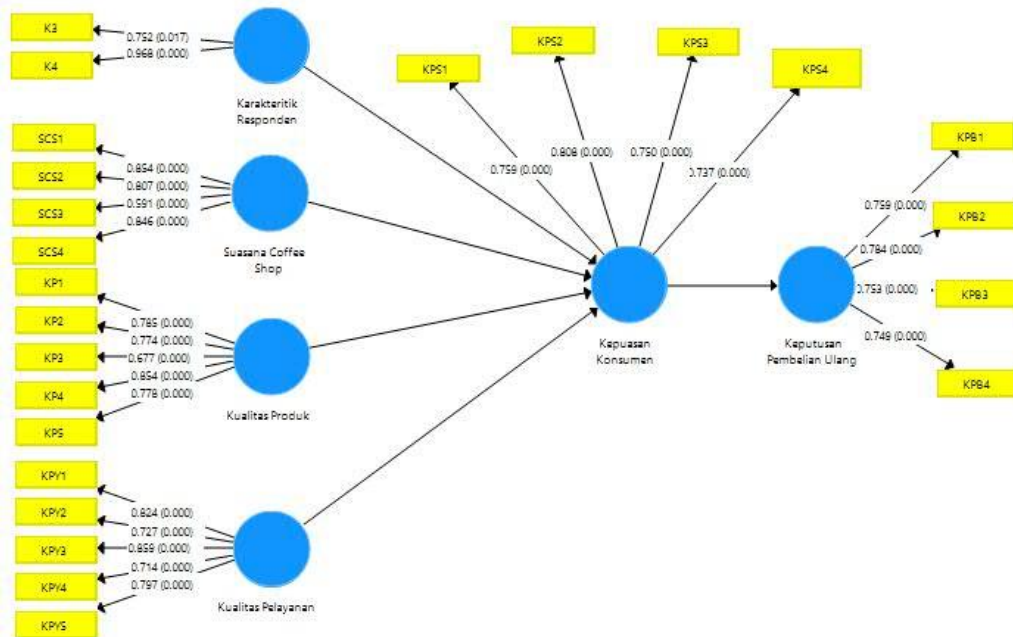 K3
K4
0.752 (0.017)
0.968 (0.000)
Karakteritik
Responden
SCS1
SCS2
SCS3
SCS4
0.854 (0.000)
0.807 (0.000)
0.591 (0.000)
0.846 (0.000)
Suasana Coffee
Shop
KP1
KP2
KP3
KP4
KP5
0.785 (0.000)
0.774 (0.000)
0.677 (0.000)
0.854 (0.000)
0.778 (0.000)
Kualitas Produk
KPY1
KPY2
KPY3
KPY4
KPY5
0.824 (0.000)
0.727 (0.000)
0.859 (0.000)
0.714 (0.000)
0.797 (0.000)
Kualitas Pelayanan
KPS1
KPS2
KPS3
KPS4
0.759 (0.000)
0.808 (0.000)
0.750 (0.000)
0.737 (0.000)
Kepuasan
Konsumen
KPB1
KPB2
KPB3
KPB4
0.759 (0.000)
0.784 (0.000)
0.753 (0.000)
0.749 (0.000)
Keputusan
Pembelian Ulang